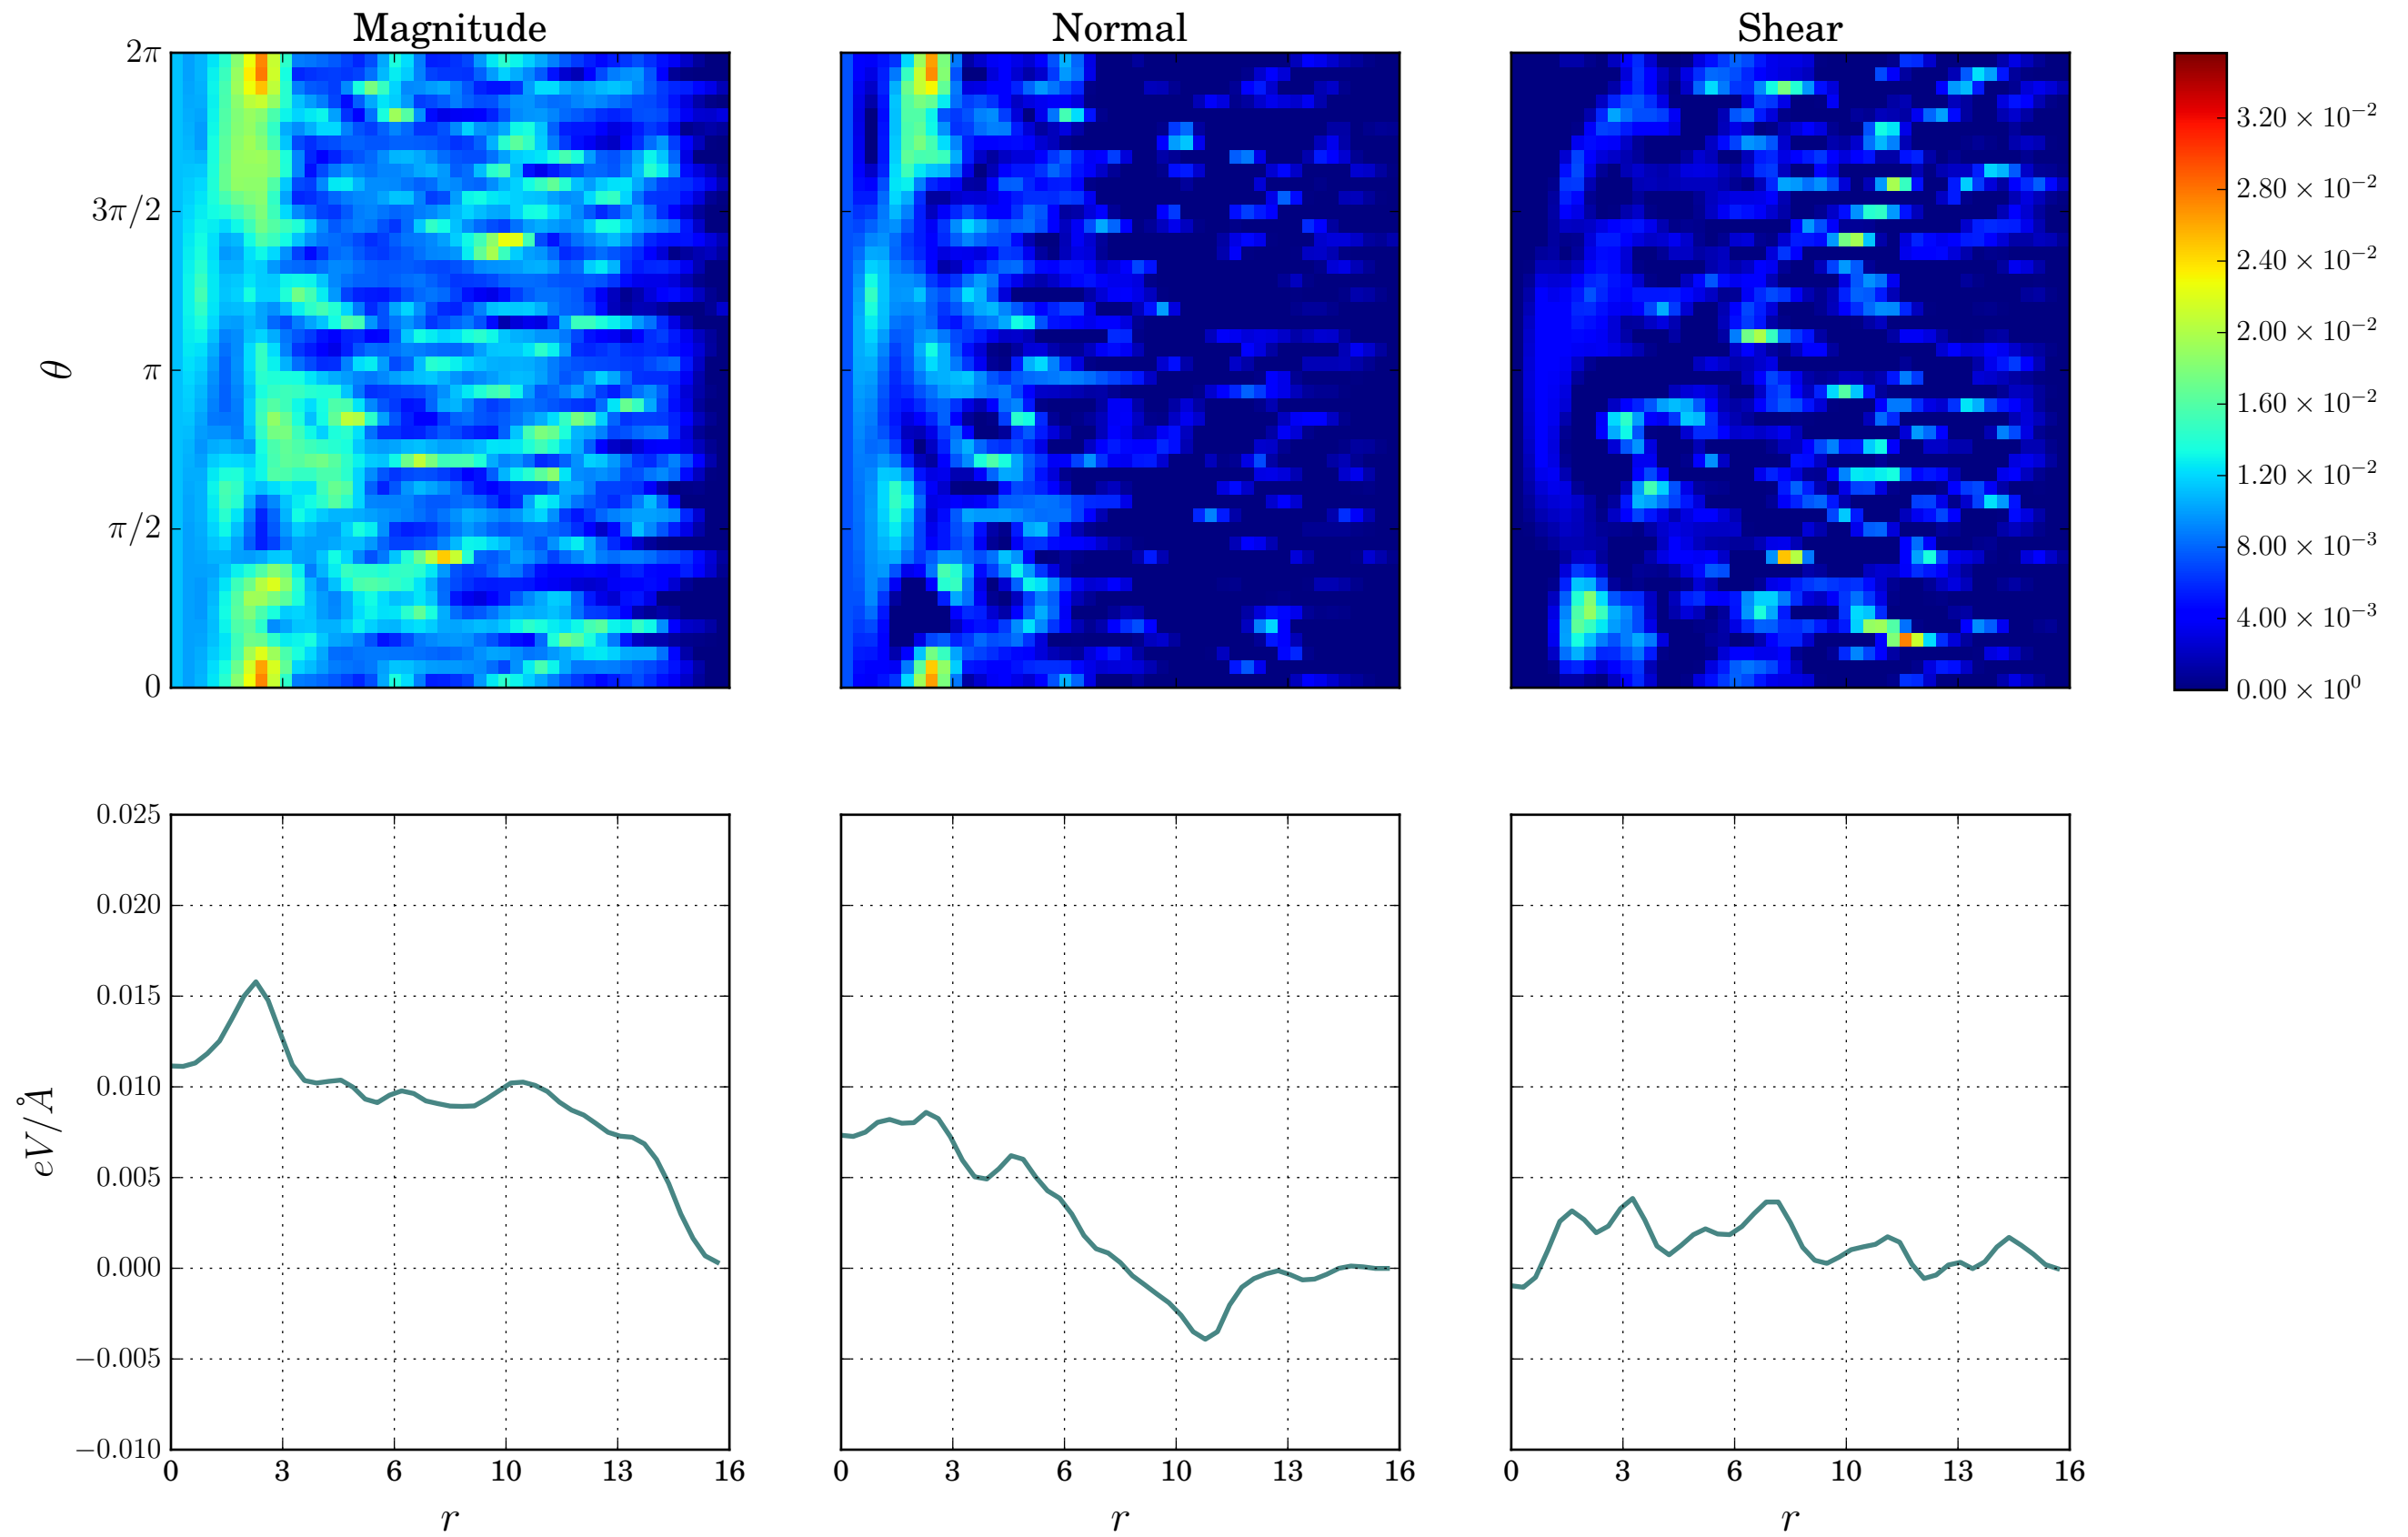 Magnitude Normal Shear
2π
3π/2
π
π/2
0
θ
3.20 × 10⁻²
2.80 × 10⁻²
2.40 × 10⁻²
2.00 × 10⁻²
1.60 × 10⁻²
1.20 × 10⁻²
8.00 × 10⁻³
4.00 × 10⁻³
0.00 × 10⁰
0.025
0.020
0.015
0.010
0.005
0.000
−0.005
−0.010
eV/Å
0 3 6 10 13 16 0 3 6 10 13 16 0 3 6 10 13 16
r r r